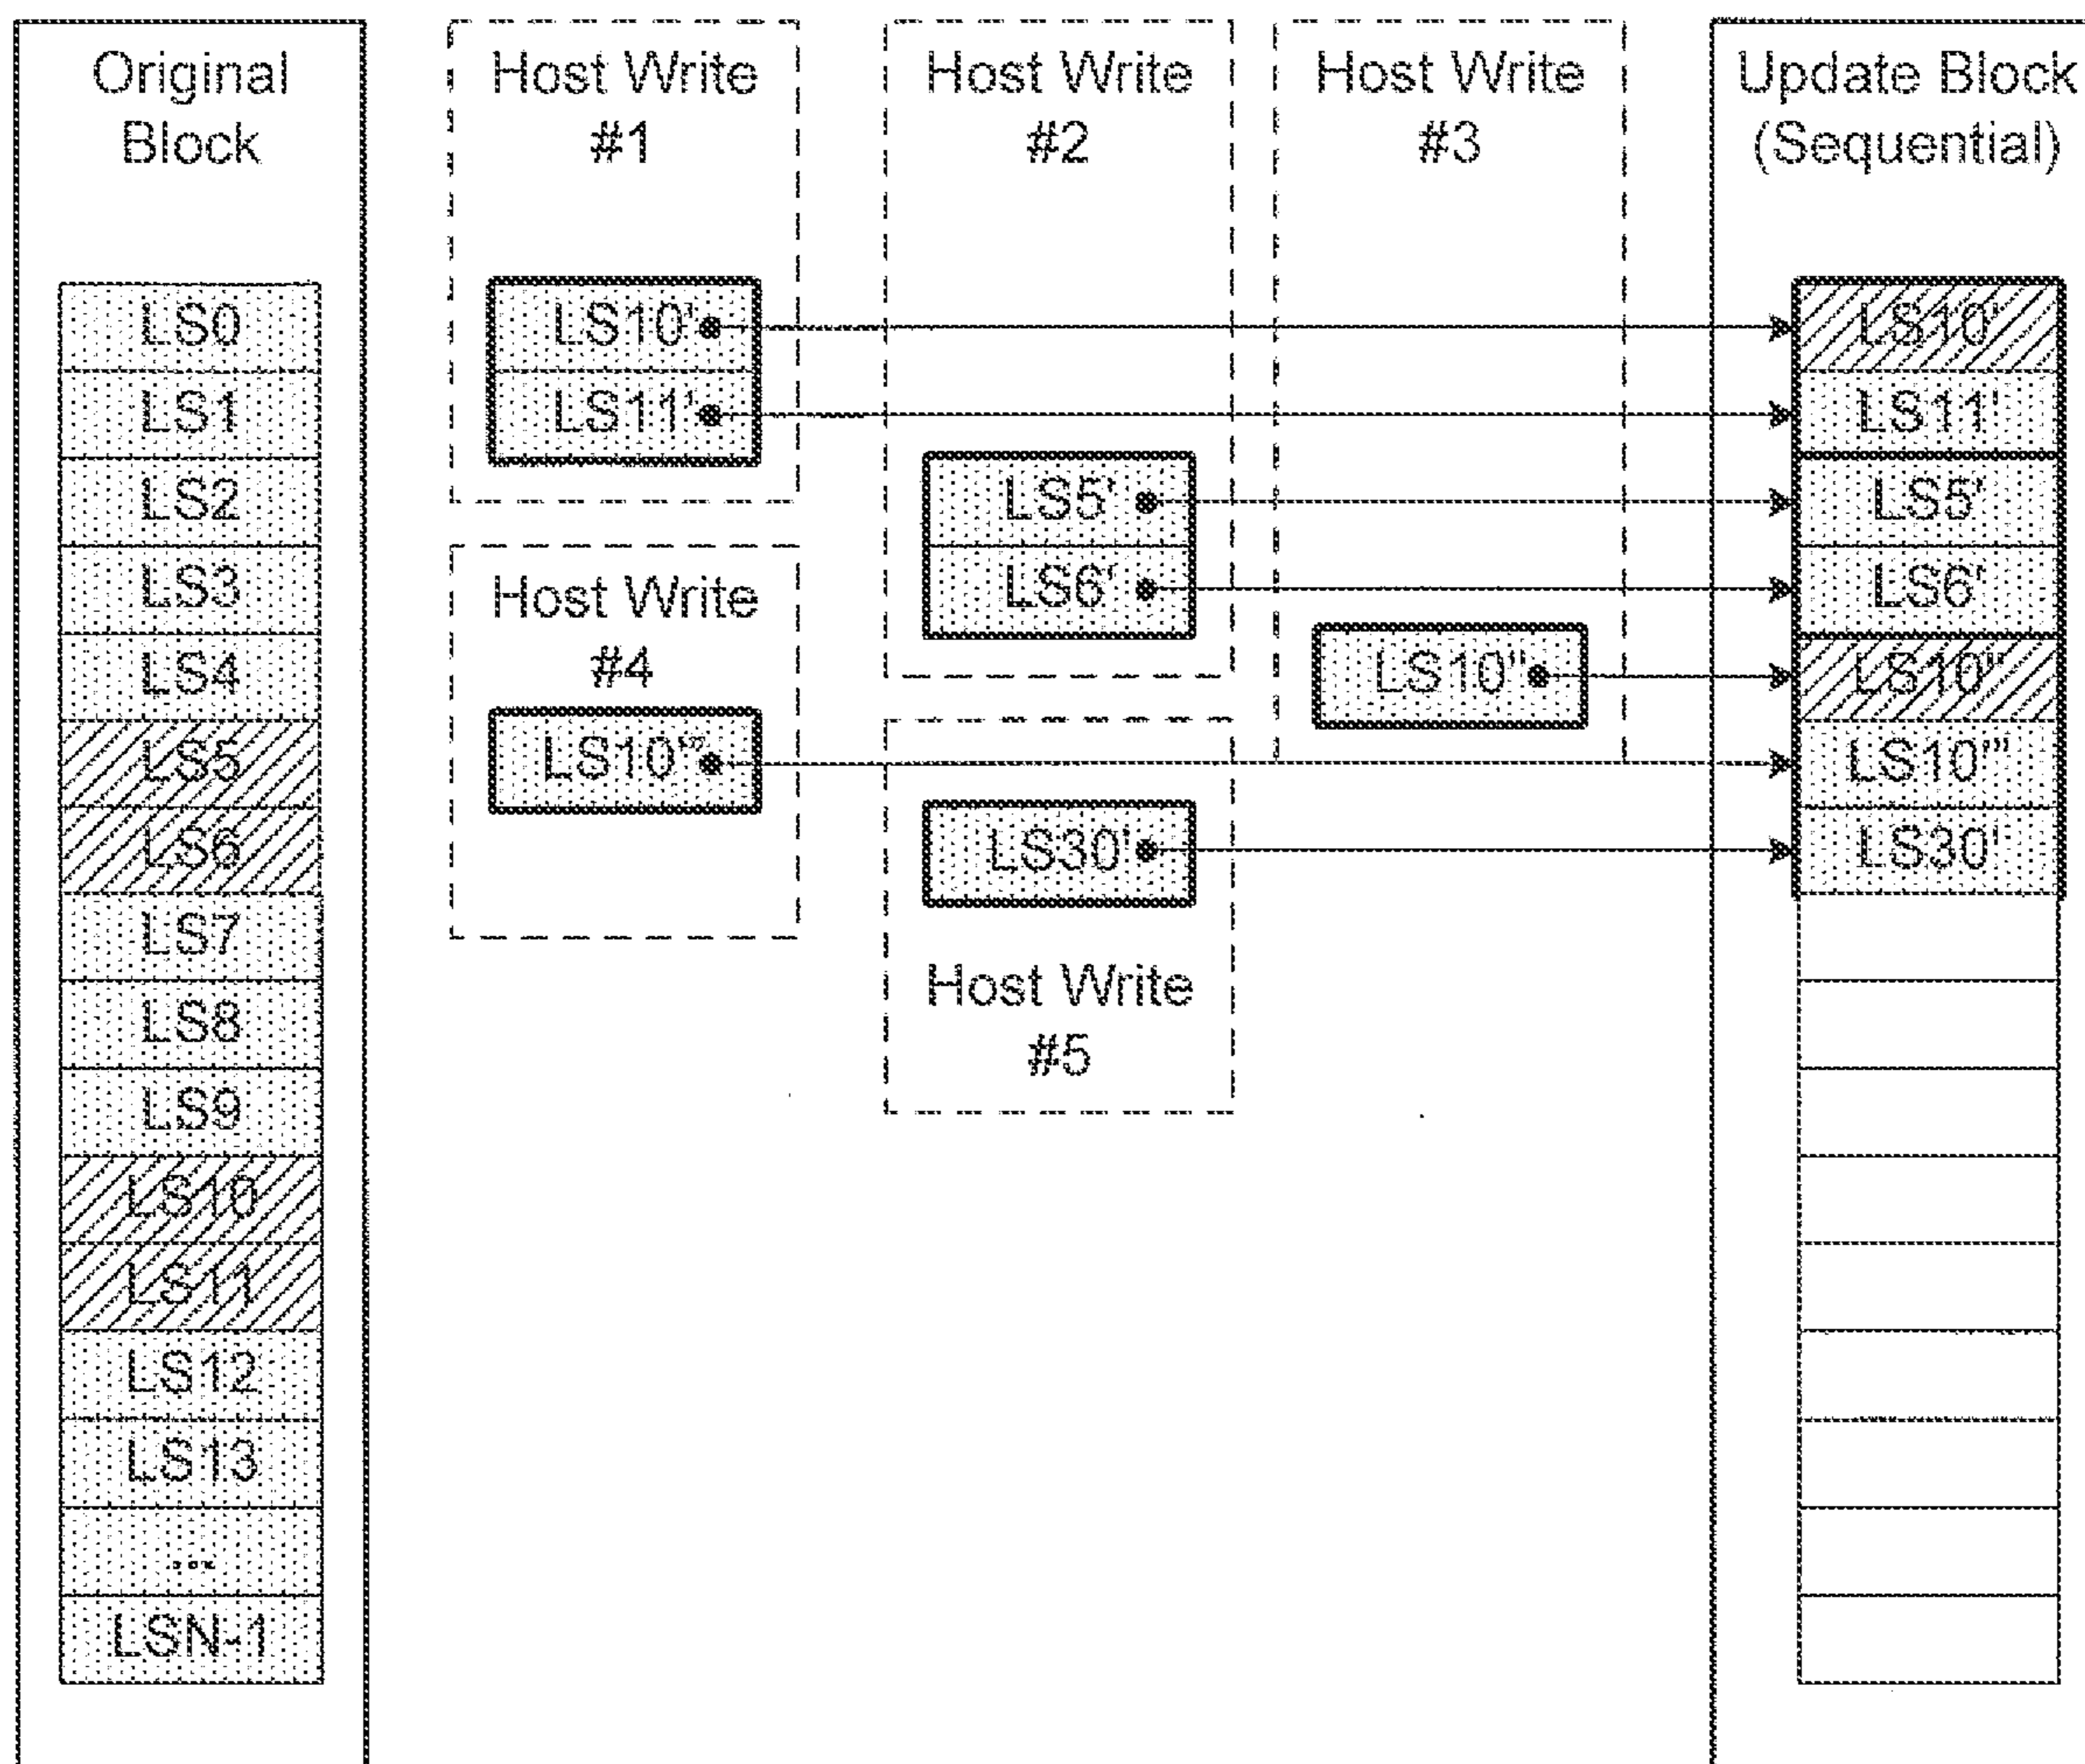 Original
Block
LS0
LS1
LS2
LS3
LS4
LS5
LS6
LS7
LS8
LS9
LS10
LS11
LS12
LS13
...
LSN-1
Host Write
#1
LS10'
LS11'
Host Write
#4
LS10'''
Host Write
#2
LS5'
LS6'
LS30'
Host Write
#5
Host Write
#3
LS10''
Update Block
(Sequential)
LS10'
LS11'
LS5'
LS6'
LS10''
LS10'''
LS30'